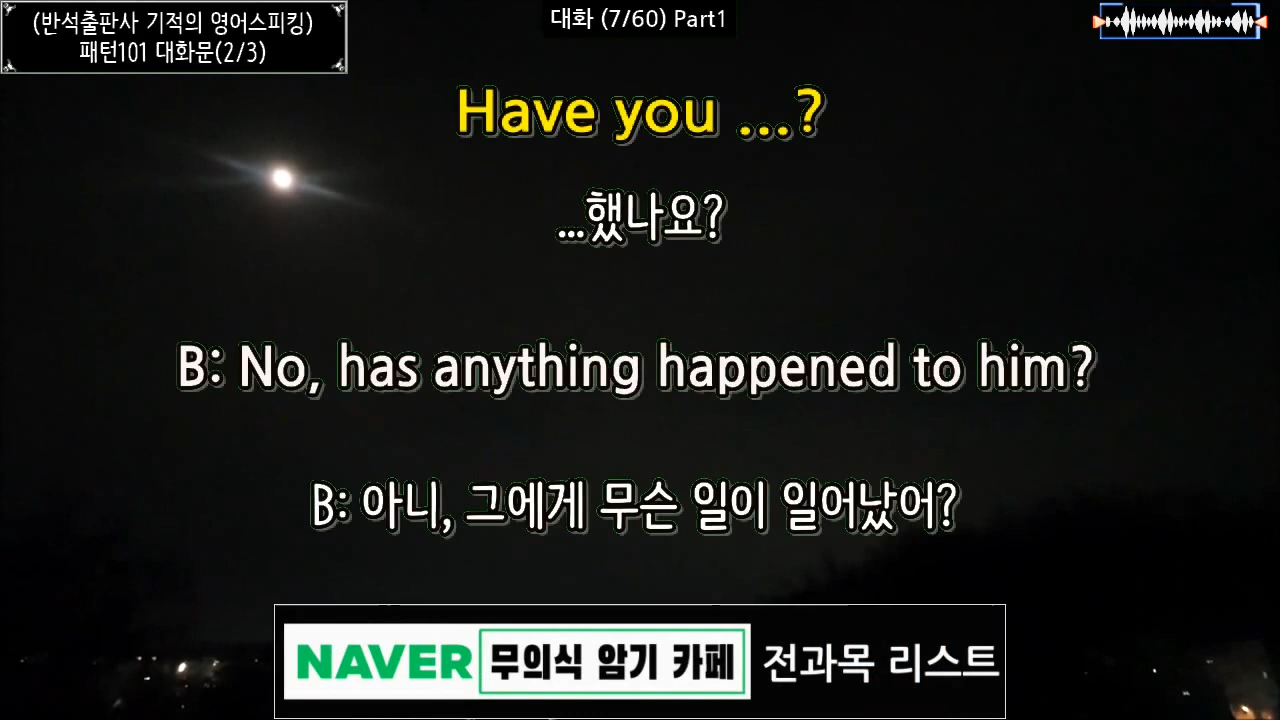 (반석출판사 기적의 영어스피킹)
패턴101 대화문(2/3)
대화 (7/60) Part1
Have you ...?
...했나요?
B: No, has anything happened to him?
B: 아니, 그에게 무슨 일이 일어났어?
NAVER 무의식 암기 카페 전과목 리스트